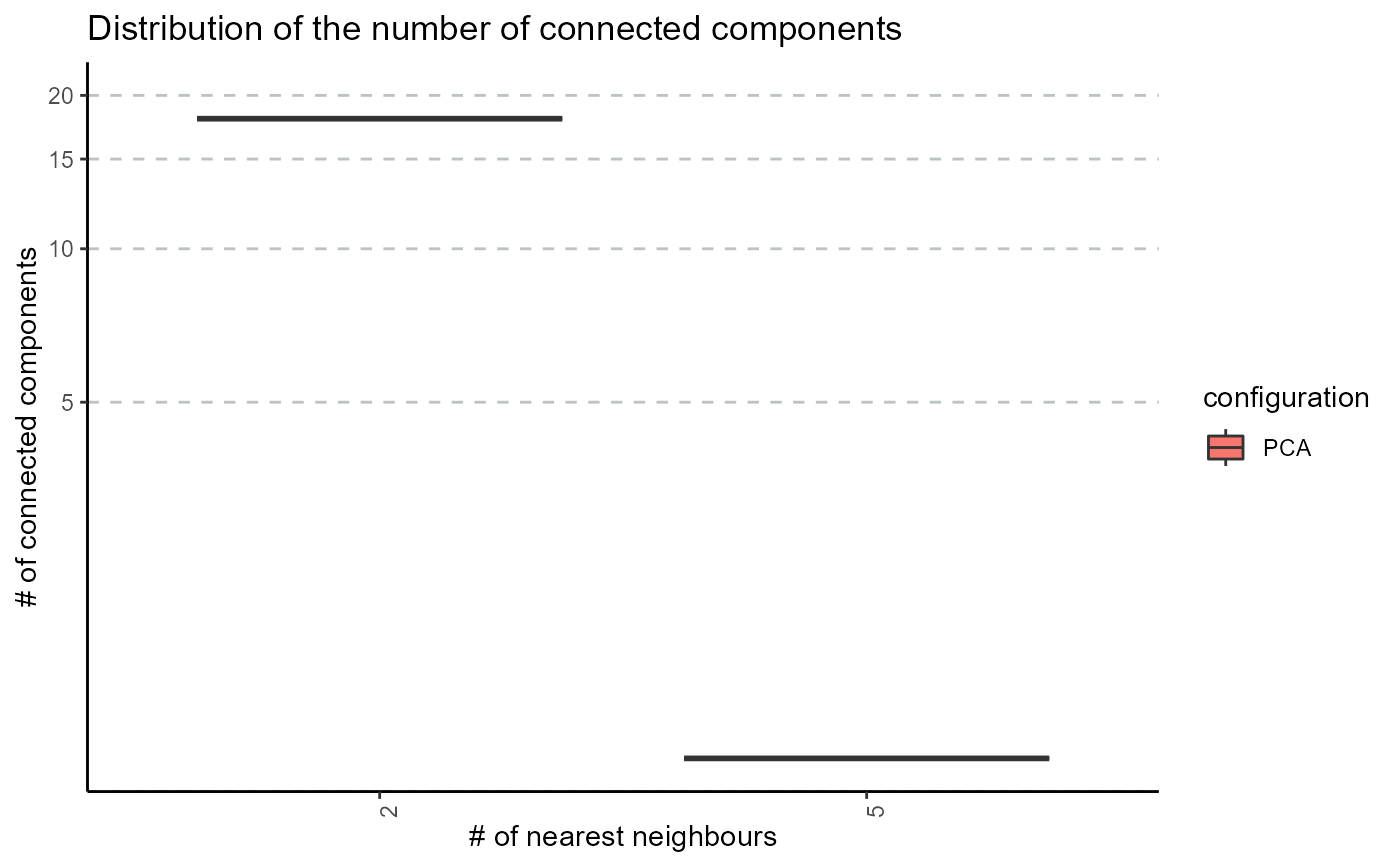 Distribution of the number of connected components
20
15
10
5
# of connected components
2
5
# of nearest neighbours
configuration
PCA